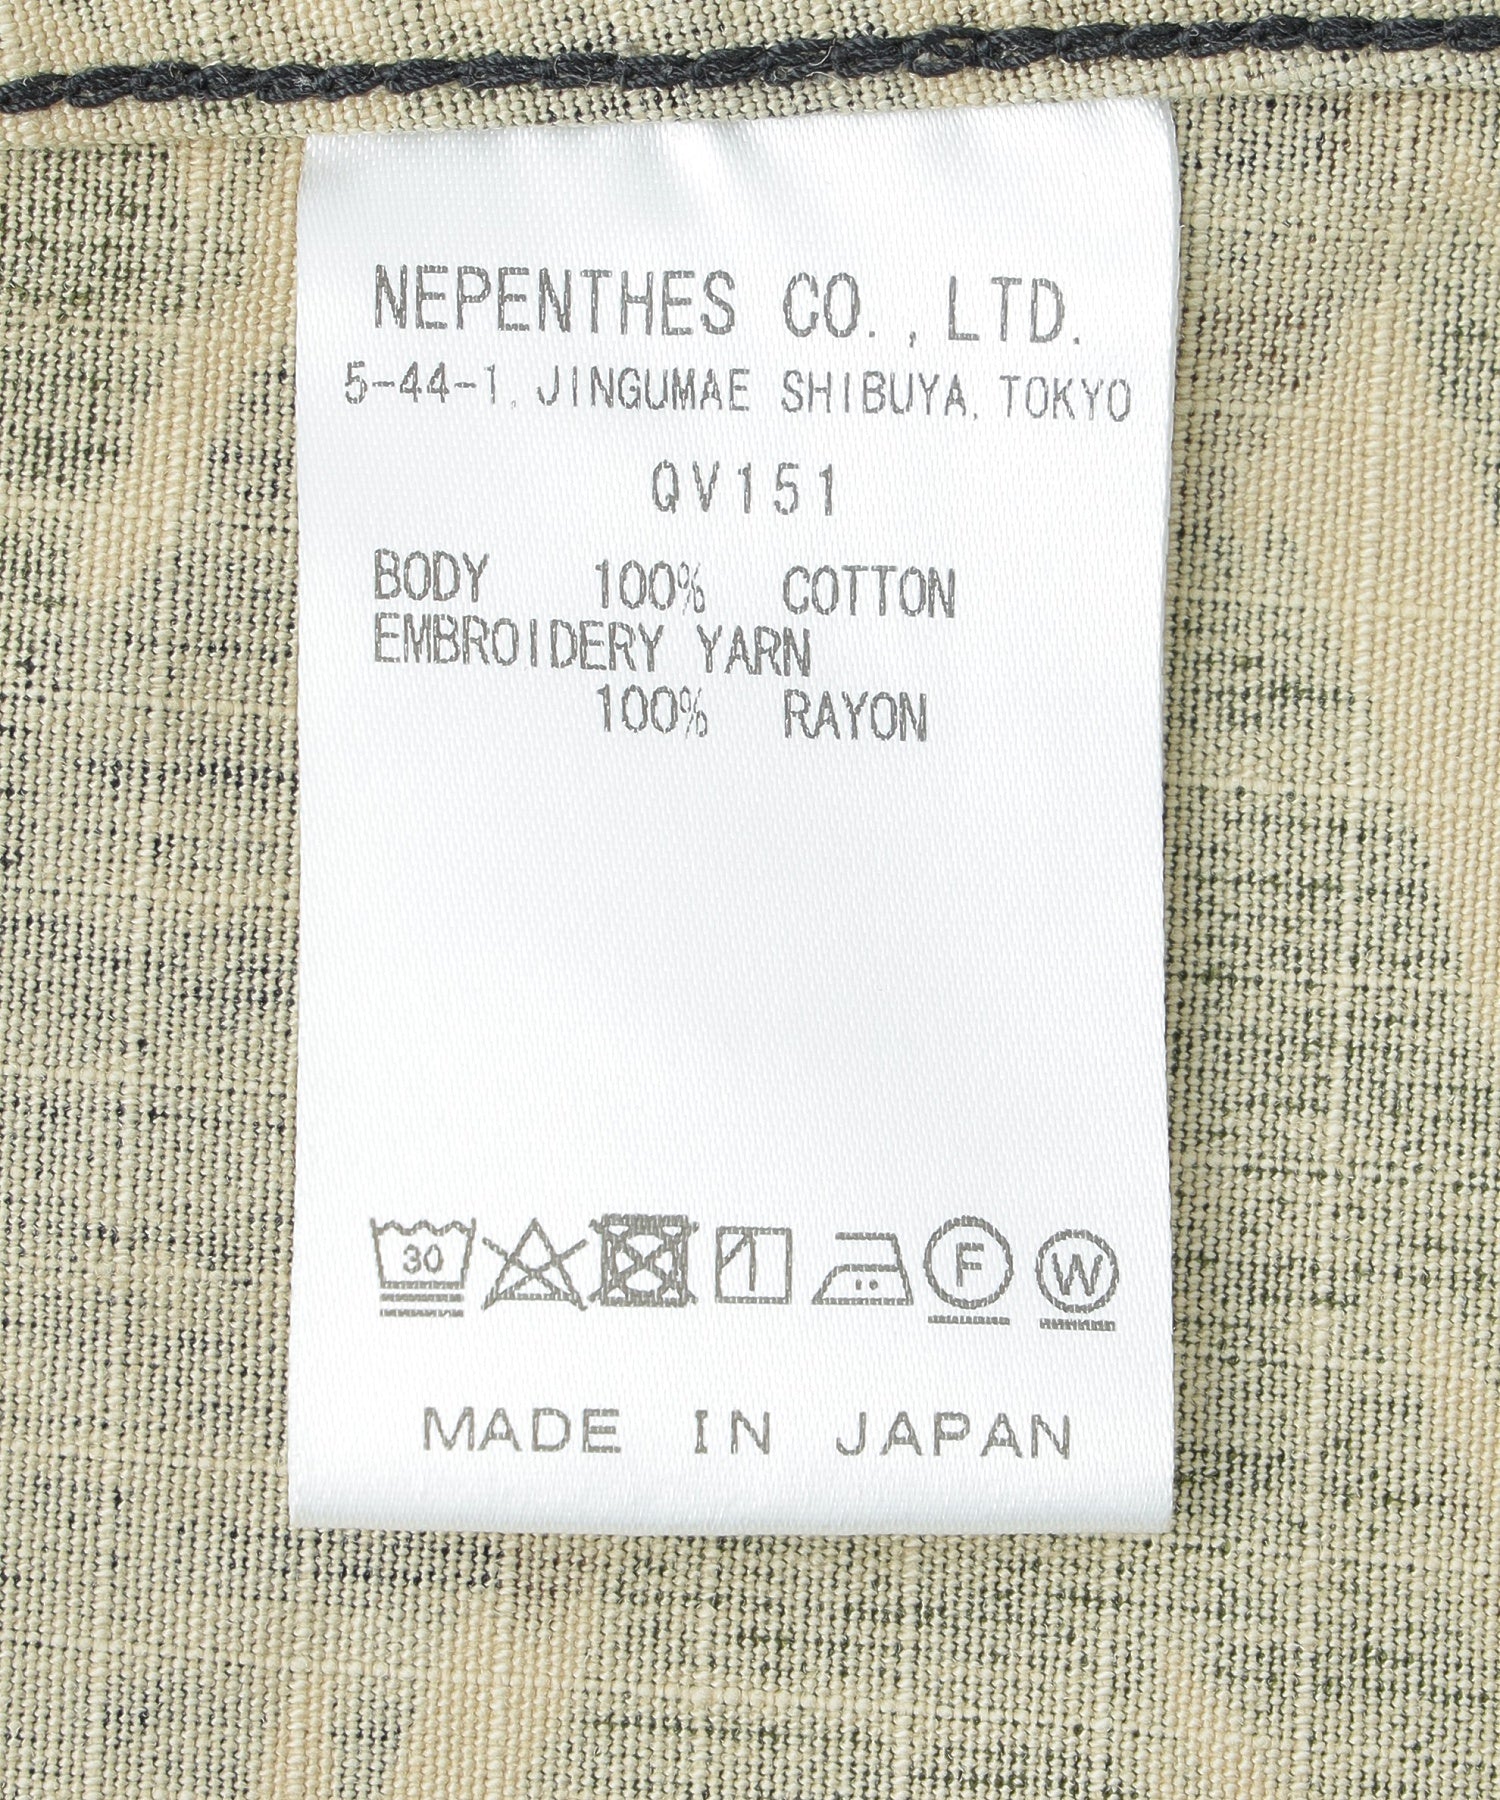 NEPENTHES CO., LTD.
5-44-1, JINGUMAE SHIBUYA, TOKYO
QV151
BODY 100% COTTON
EMBROIDERY YARN
100% RAYON
30
F
W
MADE IN JAPAN